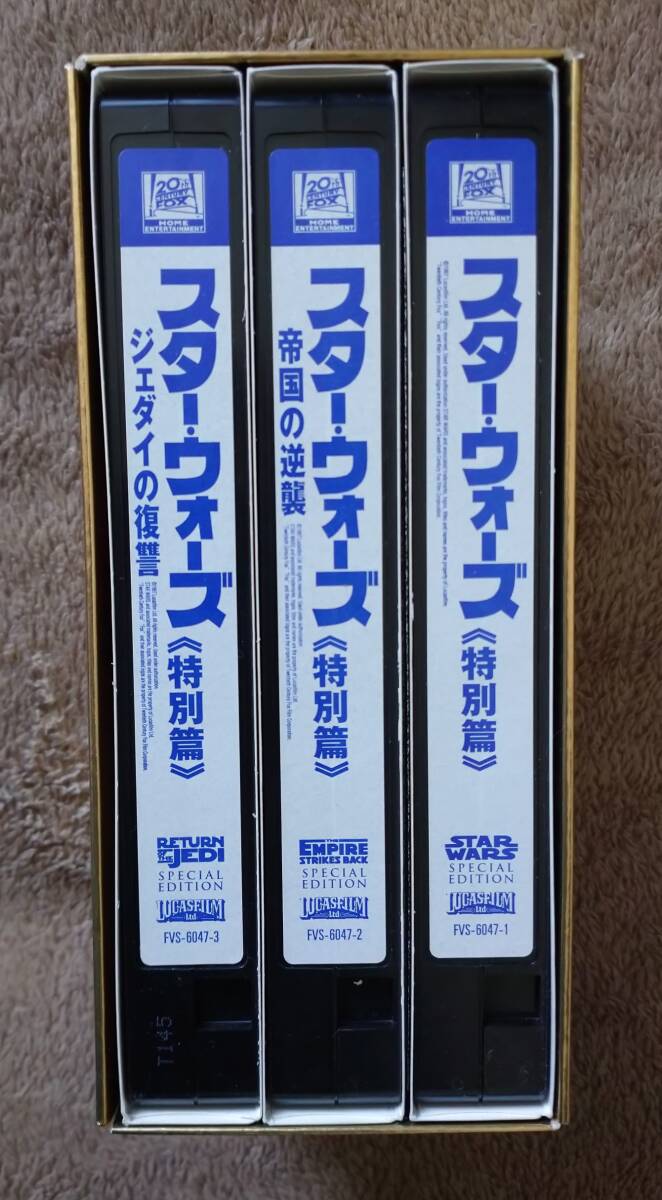 20TH
CENTURY
FOX
HOME
ENTERTAINMENT
スター・ウォーズ
ジェダイの復讐
《特別篇》
RETURN
OF THE
JEDI
SPECIAL
EDITION
LUCASFILM
Ltd
FVS-6047-3
T145
20TH
CENTURY
FOX
HOME
ENTERTAINMENT
スター・ウォーズ
帝国の逆襲
《特別篇》
THE
EMPIRE
STRIKES BACK
SPECIAL
EDITION
LUCASFILM
Ltd
FVS-6047-2
20TH
CENTURY
FOX
HOME
ENTERTAINMENT
スター・ウォーズ
《特別篇》
STAR
WARS
SPECIAL
EDITION
LUCASFILM
Ltd
FVS-6047-1